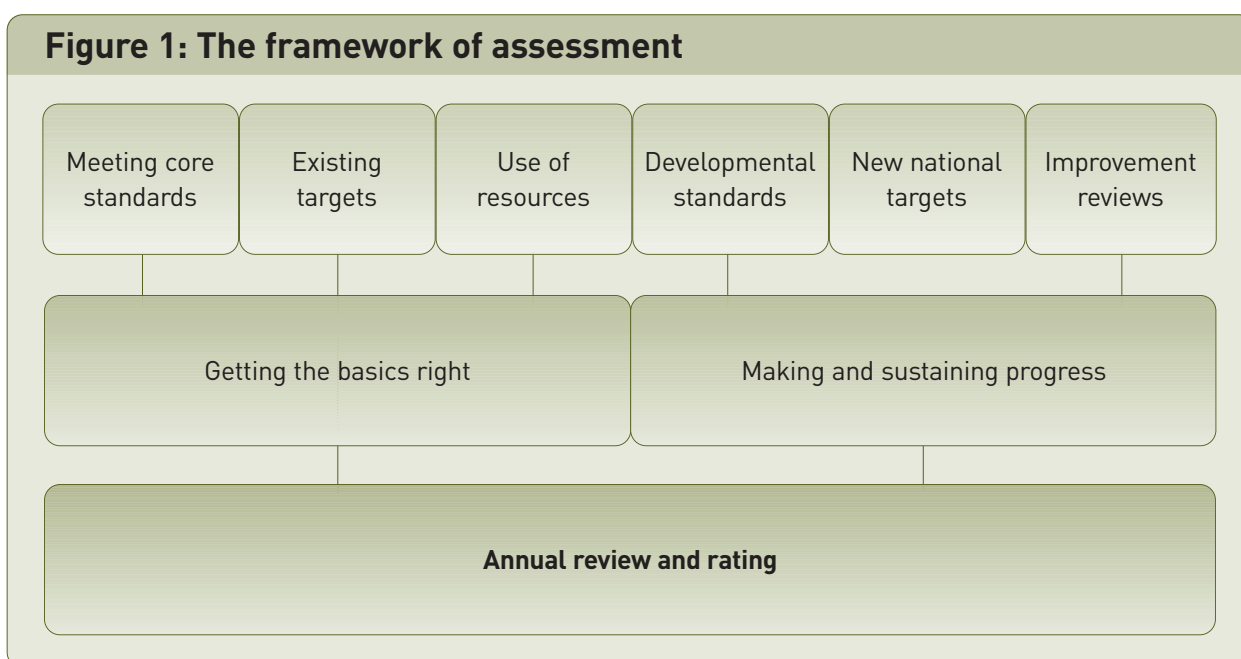 Figure 1: The framework of assessment
Meeting core
standards
Existing
targets
Use of
resources
Developmental
standards
New national
targets
Improvement
reviews
Getting the basics right
Making and sustaining progress
Annual review and rating